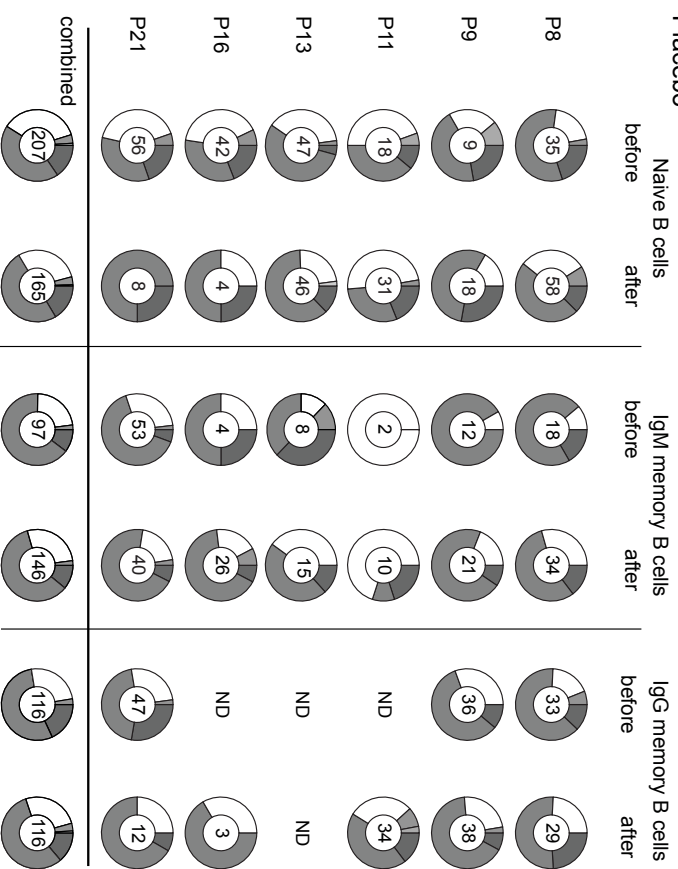 Placebo
Naive B cells IgM memory B cells IgG memory B cells
before after before after before after
P8 35 58 18 34 33 29
P9 9 18 12 21 36 38
P11 18 31 2 10 ND 34
P13 47 46 8 15 ND ND
P16 42 4 4 26 ND 3
P21 56 8 53 40 47 12
combined 207 165 97 146 116 116